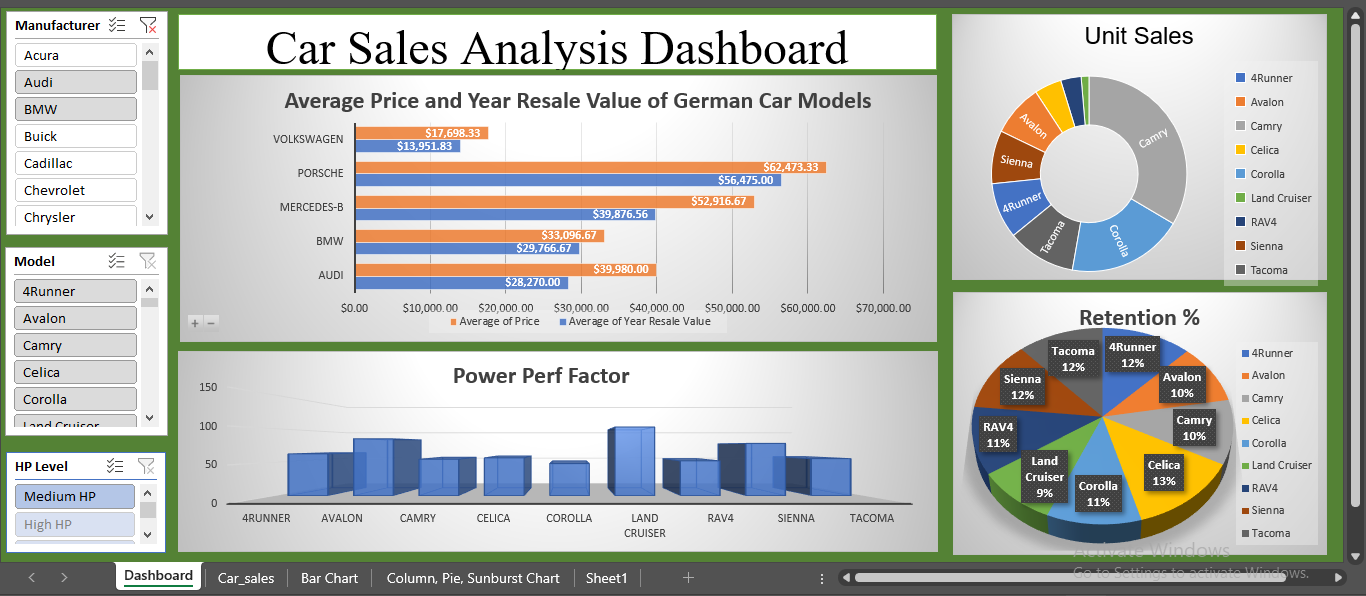 Manufacturer
Acura
Audi
BMW
Buick
Cadillac
Chevrolet
Chrysler
Model
4Runner
Avalon
Camry
Celica
Corolla
Land Cruiser
HP Level
Medium HP
High HP
Car Sales Analysis Dashboard
Average Price and Year Resale Value of German Car Models
VOLKSWAGEN
$17,698.33
$13,951.83
PORSCHE
$62,473.33
$56,475.00
MERCEDES-B
$52,916.67
$39,876.56
BMW
$33,096.67
$29,766.67
AUDI
$39,980.00
$28,270.00
$0.00 $10,000.00 $20,000.00 $30,000.00 $40,000.00 $50,000.00 $60,000.00 $70,000.00
Average of Price Average of Year Resale Value
Power Perf Factor
150
100
50
0
4RUNNER AVALON CAMRY CELICA COROLLA LAND CRUISER RAV4 SIENNA TACOMA
Unit Sales
Camry
Corolla
Tacoma
4Runner
Sienna
Avalon
4Runner
Avalon
Camry
Celica
Corolla
Land Cruiser
RAV4
Sienna
Tacoma
Retention %
4Runner
12%
Avalon
10%
Camry
10%
Celica
13%
Corolla
11%
Land
Cruiser
9%
RAV4
11%
Sienna
12%
Tacoma
12%
4Runner
Avalon
Camry
Celica
Corolla
Land Cruiser
RAV4
Sienna
Tacoma
Activate Windows
Go to Settings to activate Windows.
Dashboard Car_sales Bar Chart Column, Pie, Sunburst Chart Sheet1